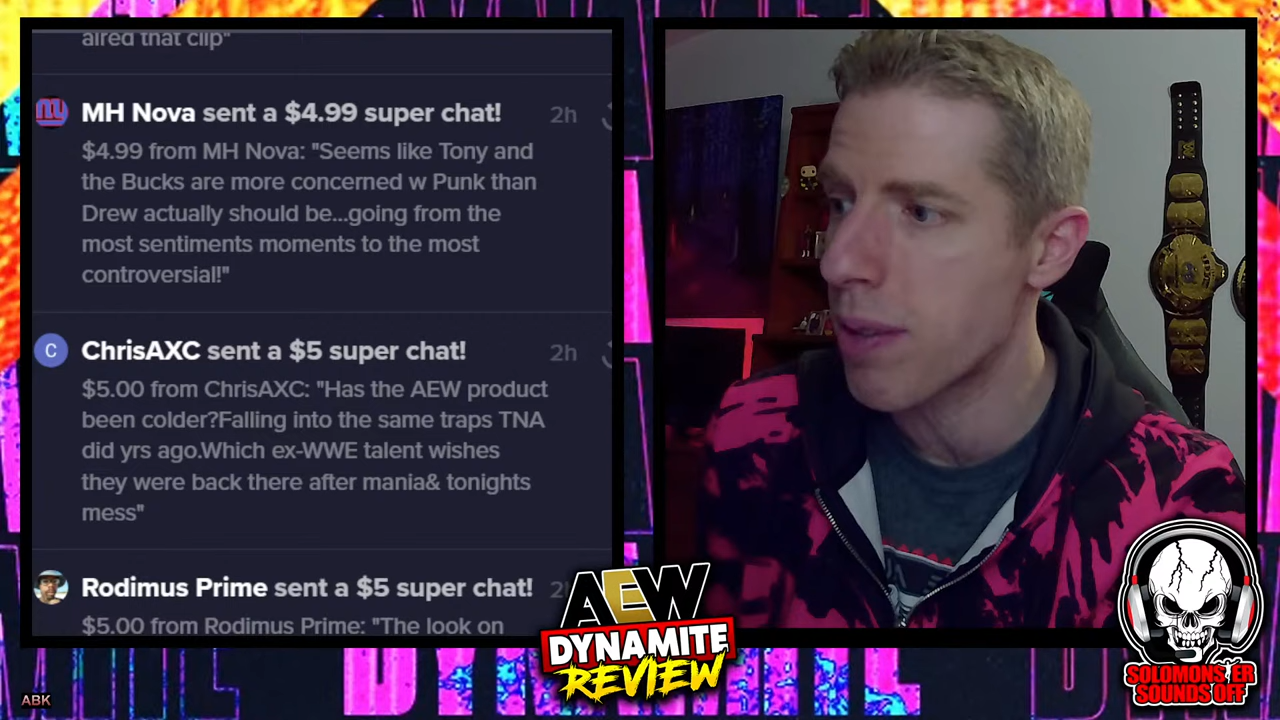 aired that clip"
MH Nova sent a $4.99 super chat!
2h
$4.99 from MH Nova: "Seems like Tony and
the Bucks are more concerned w Punk than
Drew actually should be...going from the
most sentiments moments to the most
controversial!"
C
ChrisAXC sent a $5 super chat!
2h
$5.00 from ChrisAXC: "Has the AEW product
been colder?Falling into the same traps TNA
did yrs ago.Which ex-WWE talent wishes
they were back there after mania& tonights
mess"
Rodimus Prime sent a $5 super chat!
$5.00 from Rodimus Prime: "The look on
AEW
DYNAMITE
REVIEW
SOLOMONSTER
SOUNDS OFF
ABK